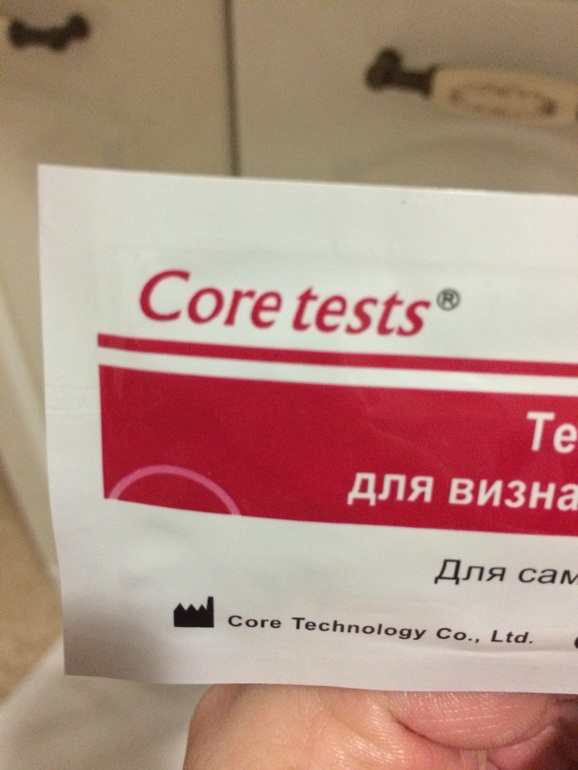 Core tests®
Те
для визна
Для сам
Core Technology Co., Ltd.